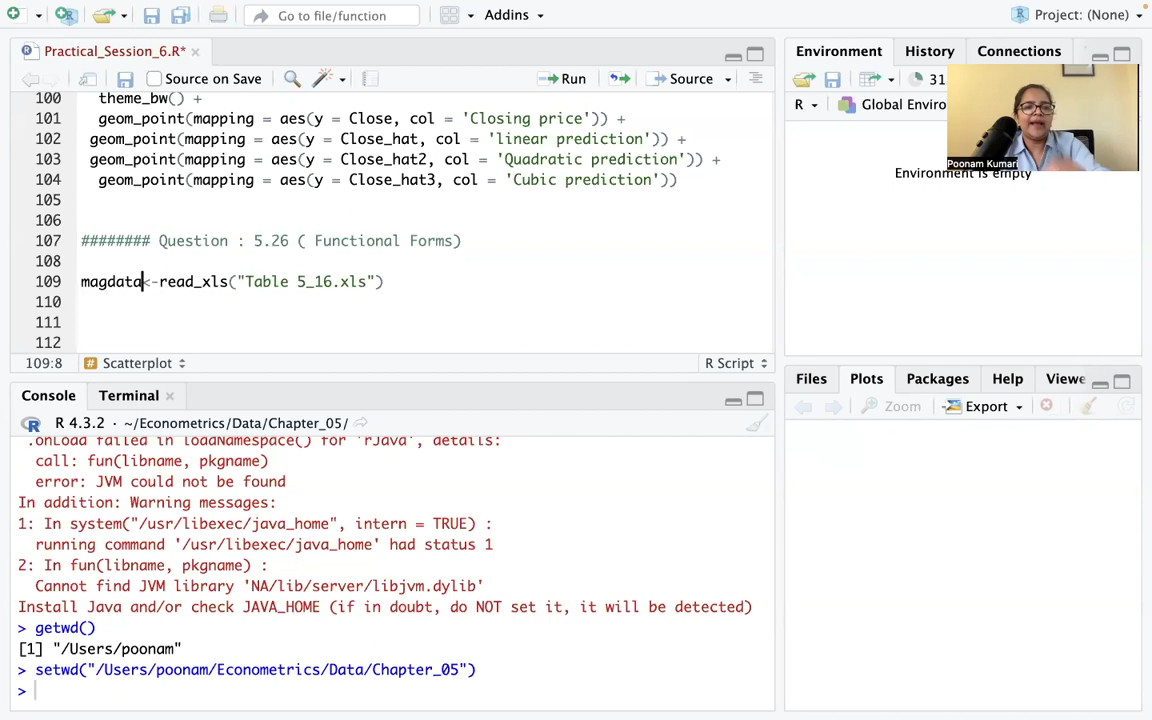 Go to file/function
Addins
Project: (None)
Practical_Session_6.R*
Source on Save
Run
Source
100 theme_bw() +
101 geom_point(mapping = aes(y = Close, col = 'Closing price')) +
102 geom_point(mapping = aes(y = Close_hat, col = 'linear prediction')) +
103 geom_point(mapping = aes(y = Close_hat2, col = 'Quadratic prediction')) +
104 geom_point(mapping = aes(y = Close_hat3, col = 'Cubic prediction'))
105
106
107 ######## Question : 5.26 ( Functional Forms)
108
109 magdata<-read_xls("Table 5_16.xls")
110
111
112
109:8 # Scatterplot R Script
Console Terminal
R 4.3.2 · ~/Econometrics/Data/Chapter_05/
.onLoad failed in loadNamespace() for 'rJava', details:
call: fun(libname, pkgname)
error: JVM could not be found
In addition: Warning messages:
1: In system("/usr/libexec/java_home", intern = TRUE) :
running command '/usr/libexec/java_home' had status 1
2: In fun(libname, pkgname) :
Cannot find JVM library 'NA/lib/server/libjvm.dylib'
Install Java and/or check JAVA_HOME (if in doubt, do NOT set it, it will be detected)
> getwd()
[1] "/Users/poonam"
> setwd("/Users/poonam/Econometrics/Data/Chapter_05")
>
Environment History Connections
31
R Global Enviro
Poonam Kumari
Environment is empty
Files Plots Packages Help Viewe
Zoom Export